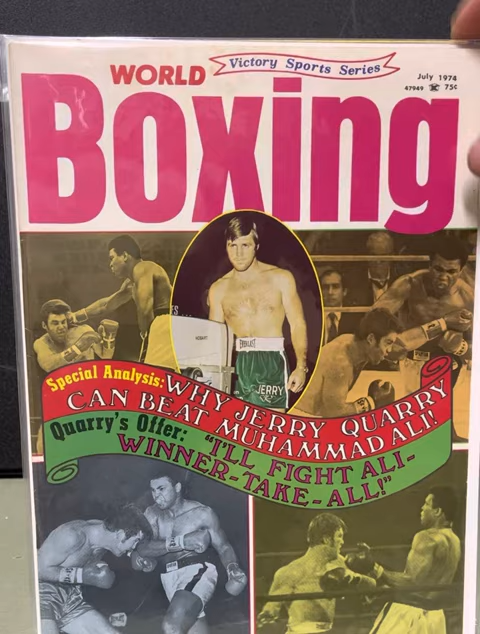 Victory Sports Series
WORLD
Boxing
July 1974
47949 75¢
EVERLAST
JERRY
Special Analysis: WHY JERRY QUARRY
CAN BEAT MUHAMMAD ALI!
Quarry's Offer: "I'LL FIGHT ALI-
WINNER-TAKE-ALL!"